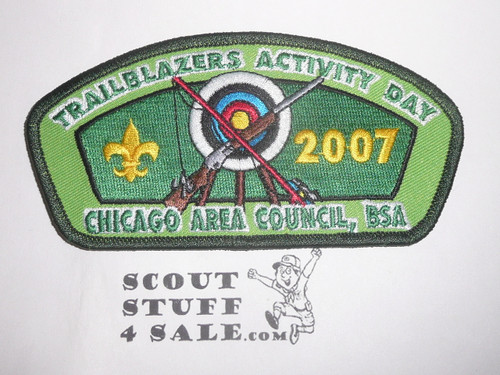 TRAILBLAZERS ACTIVITY DAY
2007
CHICAGO AREA COUNCIL, BSA
SCOUT
STUFF
4 SALE.COM